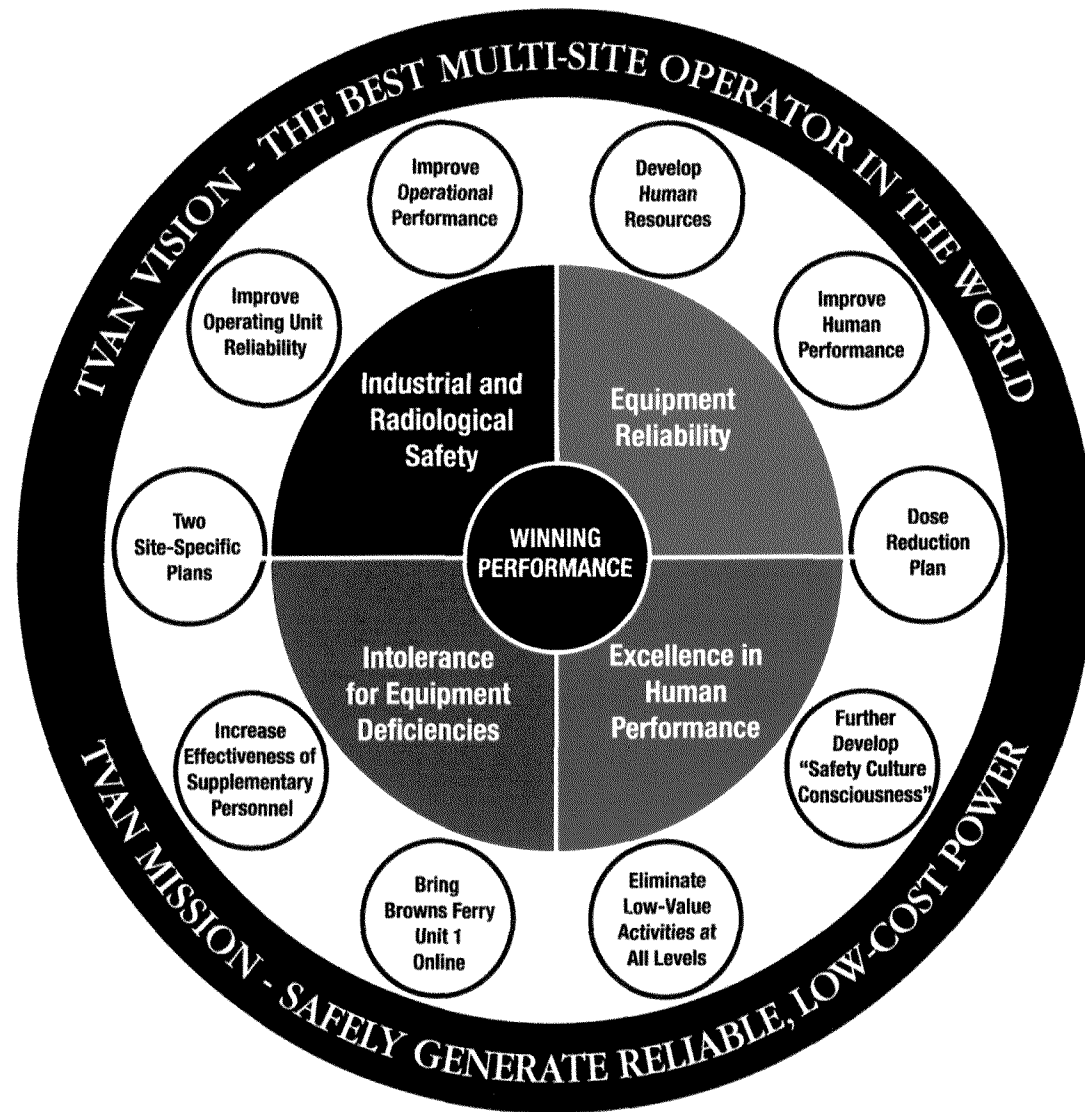 TVAN VISION - THE BEST MULTI-SITE OPERATOR IN THE WORLD
Improve
Operational
Performance
Develop
Human
Resources
Improve
Operating Unit
Reliability
Improve
Human
Performance
Industrial and
Radiological
Safety
Equipment
Reliability
Two
Site-Specific
Plans
WINNING
PERFORMANCE
Dose
Reduction
Plan
Intolerance
for Equipment
Deficiencies
Excellence in
Human
Performance
Increase
Effectiveness of
Supplementary
Personnel
Further
Develop
“Safety Culture
Consciousness”
Bring
Browns Ferry
Unit 1
Online
Eliminate
Low-Value
Activities at
All Levels
TVAN MISSION - SAFELY GENERATE RELIABLE, LOW-COST POWER